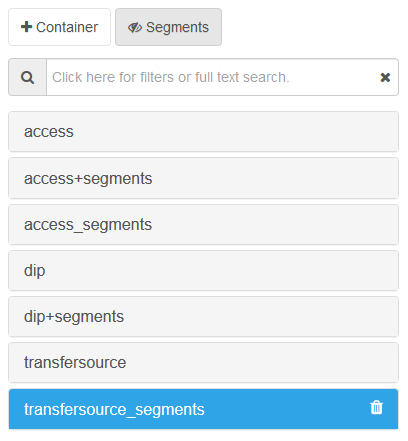 Container Segments
Click here for filters or full text search.
access
access+segments
access_segments
dip
dip+segments
transfersource
transfersource_segments